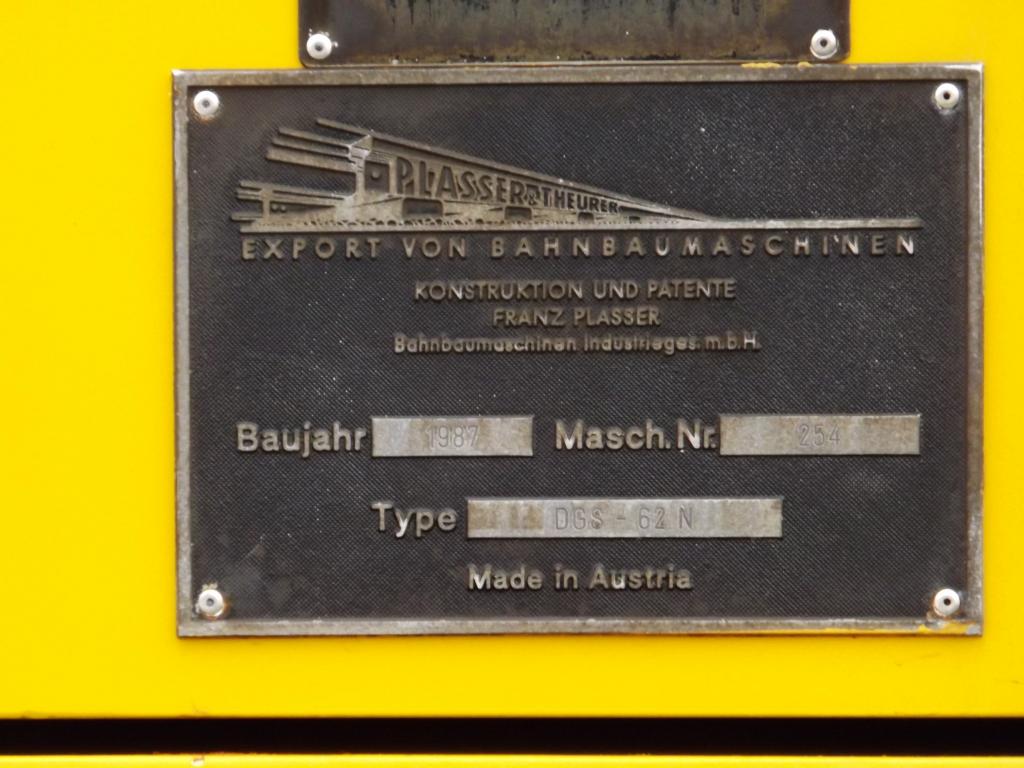 PLASSER & THEURER
EXPORT VON BAHNBAUMASCHINEN
KONSTRUKTION UND PATENTE
FRANZ PLASSER
Bahnbaumaschinen Industrieges.m.b.H.
Baujahr 1987 Masch.Nr. 254
Type DGS - 62 N
Made in Austria